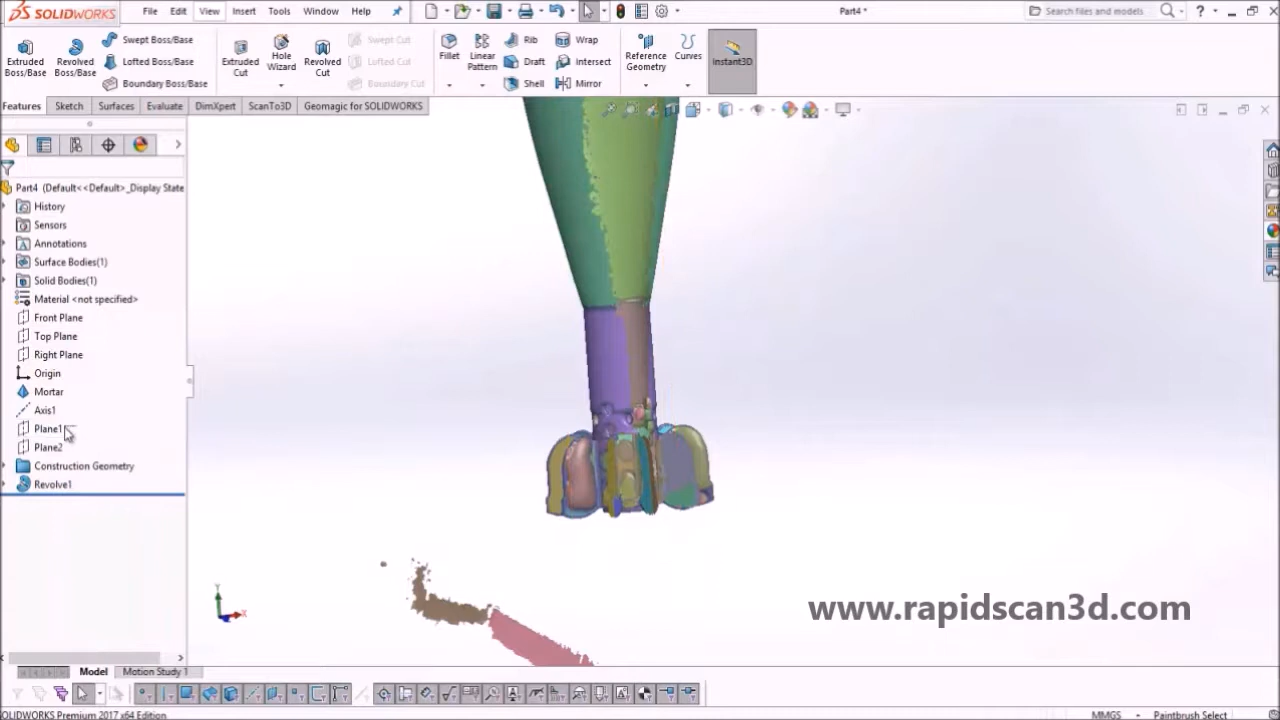 SOLIDWORKS File Edit View Insert Tools Window Help Part4 * Search files and models
Extruded Boss/Base
Revolved Boss/Base
Swept Boss/Base
Lofted Boss/Base
Boundary Boss/Base
Extruded Cut
Hole Wizard
Revolved Cut
Swept Cut
Lofted Cut
Boundary Cut
Fillet
Linear Pattern
Rib
Draft
Shell
Wrap
Intersect
Mirror
Reference Geometry
Curves
Instant3D
Features Sketch Surfaces Evaluate DimXpert ScanTo3D Geomagic for SOLIDWORKS
Part4 (Default<<Default>_Display State
History
Sensors
Annotations
Surface Bodies(1)
Solid Bodies(1)
Material <not specified>
Front Plane
Top Plane
Right Plane
Origin
Mortar
Axis1
Plane1
Plane2
Construction Geometry
Revolve1
Y
X
www.rapidscan3d.com
Model Motion Study 1
SOLIDWORKS Premium 2017 x64 Edition MMGS Paintbrush Select